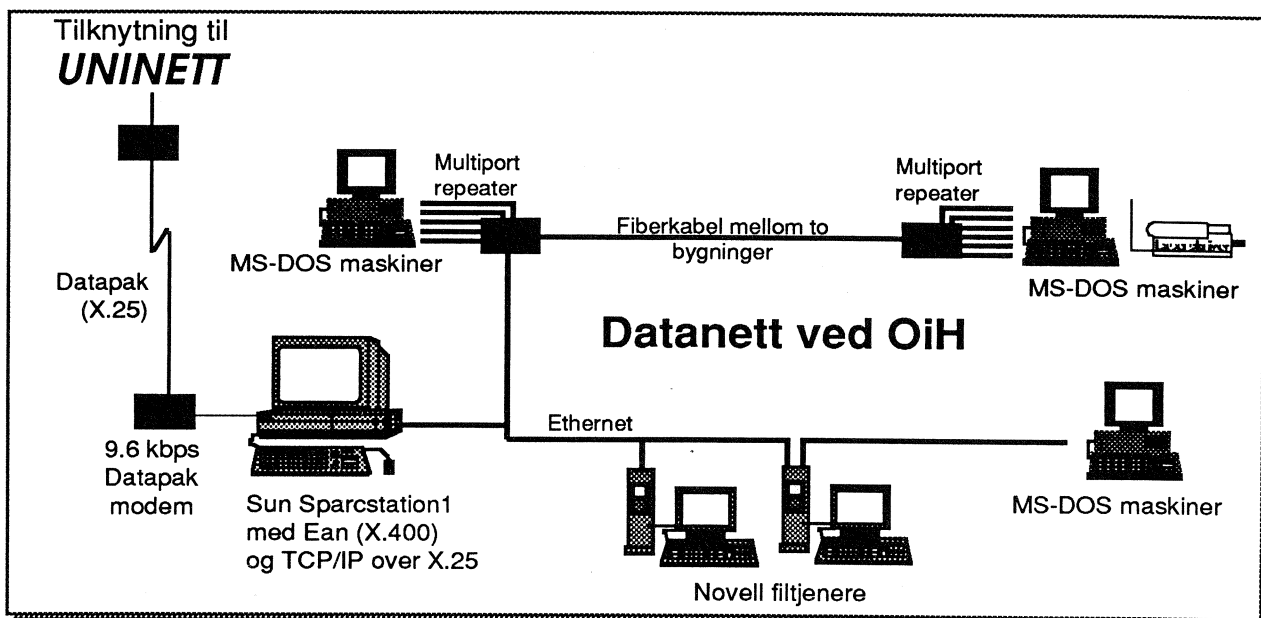 Tilknytning til
UNINETT
Multiport
repeater
Multiport
repeater
Fiberkabel mellom to
bygninger
MS-DOS maskiner
MS-DOS maskiner
Datapak
(X.25)
Datanett ved OiH
Ethernet
9.6 kbps
Datapak
modem
Sun Sparcstation1
med Ean (X.400)
og TCP/IP over X.25
MS-DOS maskiner
Novell filtjenere